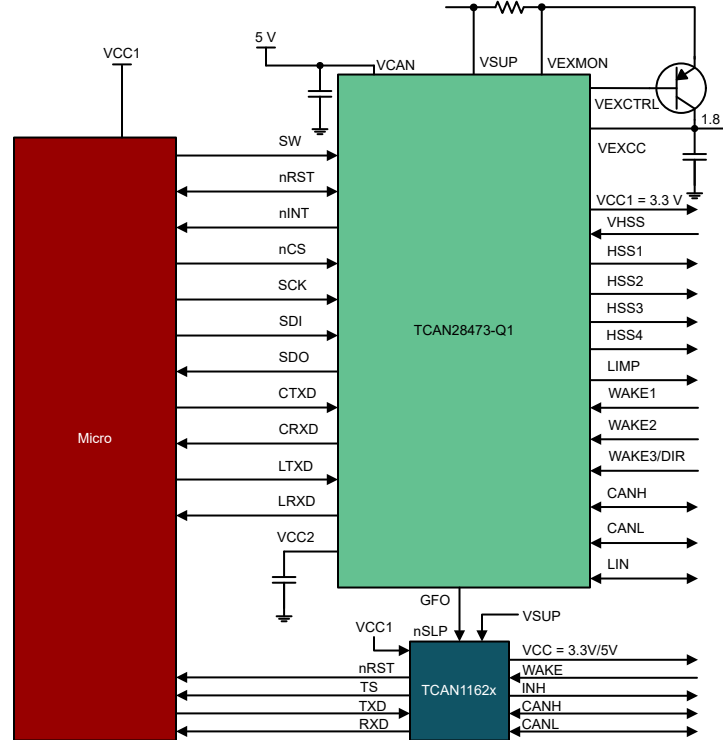 5 V
VCC1
VCAN
VSUP
VEXMON
VEXCTRL
1.8
VEXCC
SW
nRST
nINT
nCS
SCK
SDI
SDO
CTXD
CRXD
LTXD
LRXD
VCC2
Micro
TCAN28473-Q1
VCC1 = 3.3 V
VHSS
HSS1
HSS2
HSS3
HSS4
LIMP
WAKE1
WAKE2
WAKE3/DIR
CANH
CANL
LIN
GFO
VSUP
VCC1
nSLP
nRST
TS
TXD
RXD
TCAN1162x
VCC = 3.3V/5V
WAKE
INH
CANH
CANL